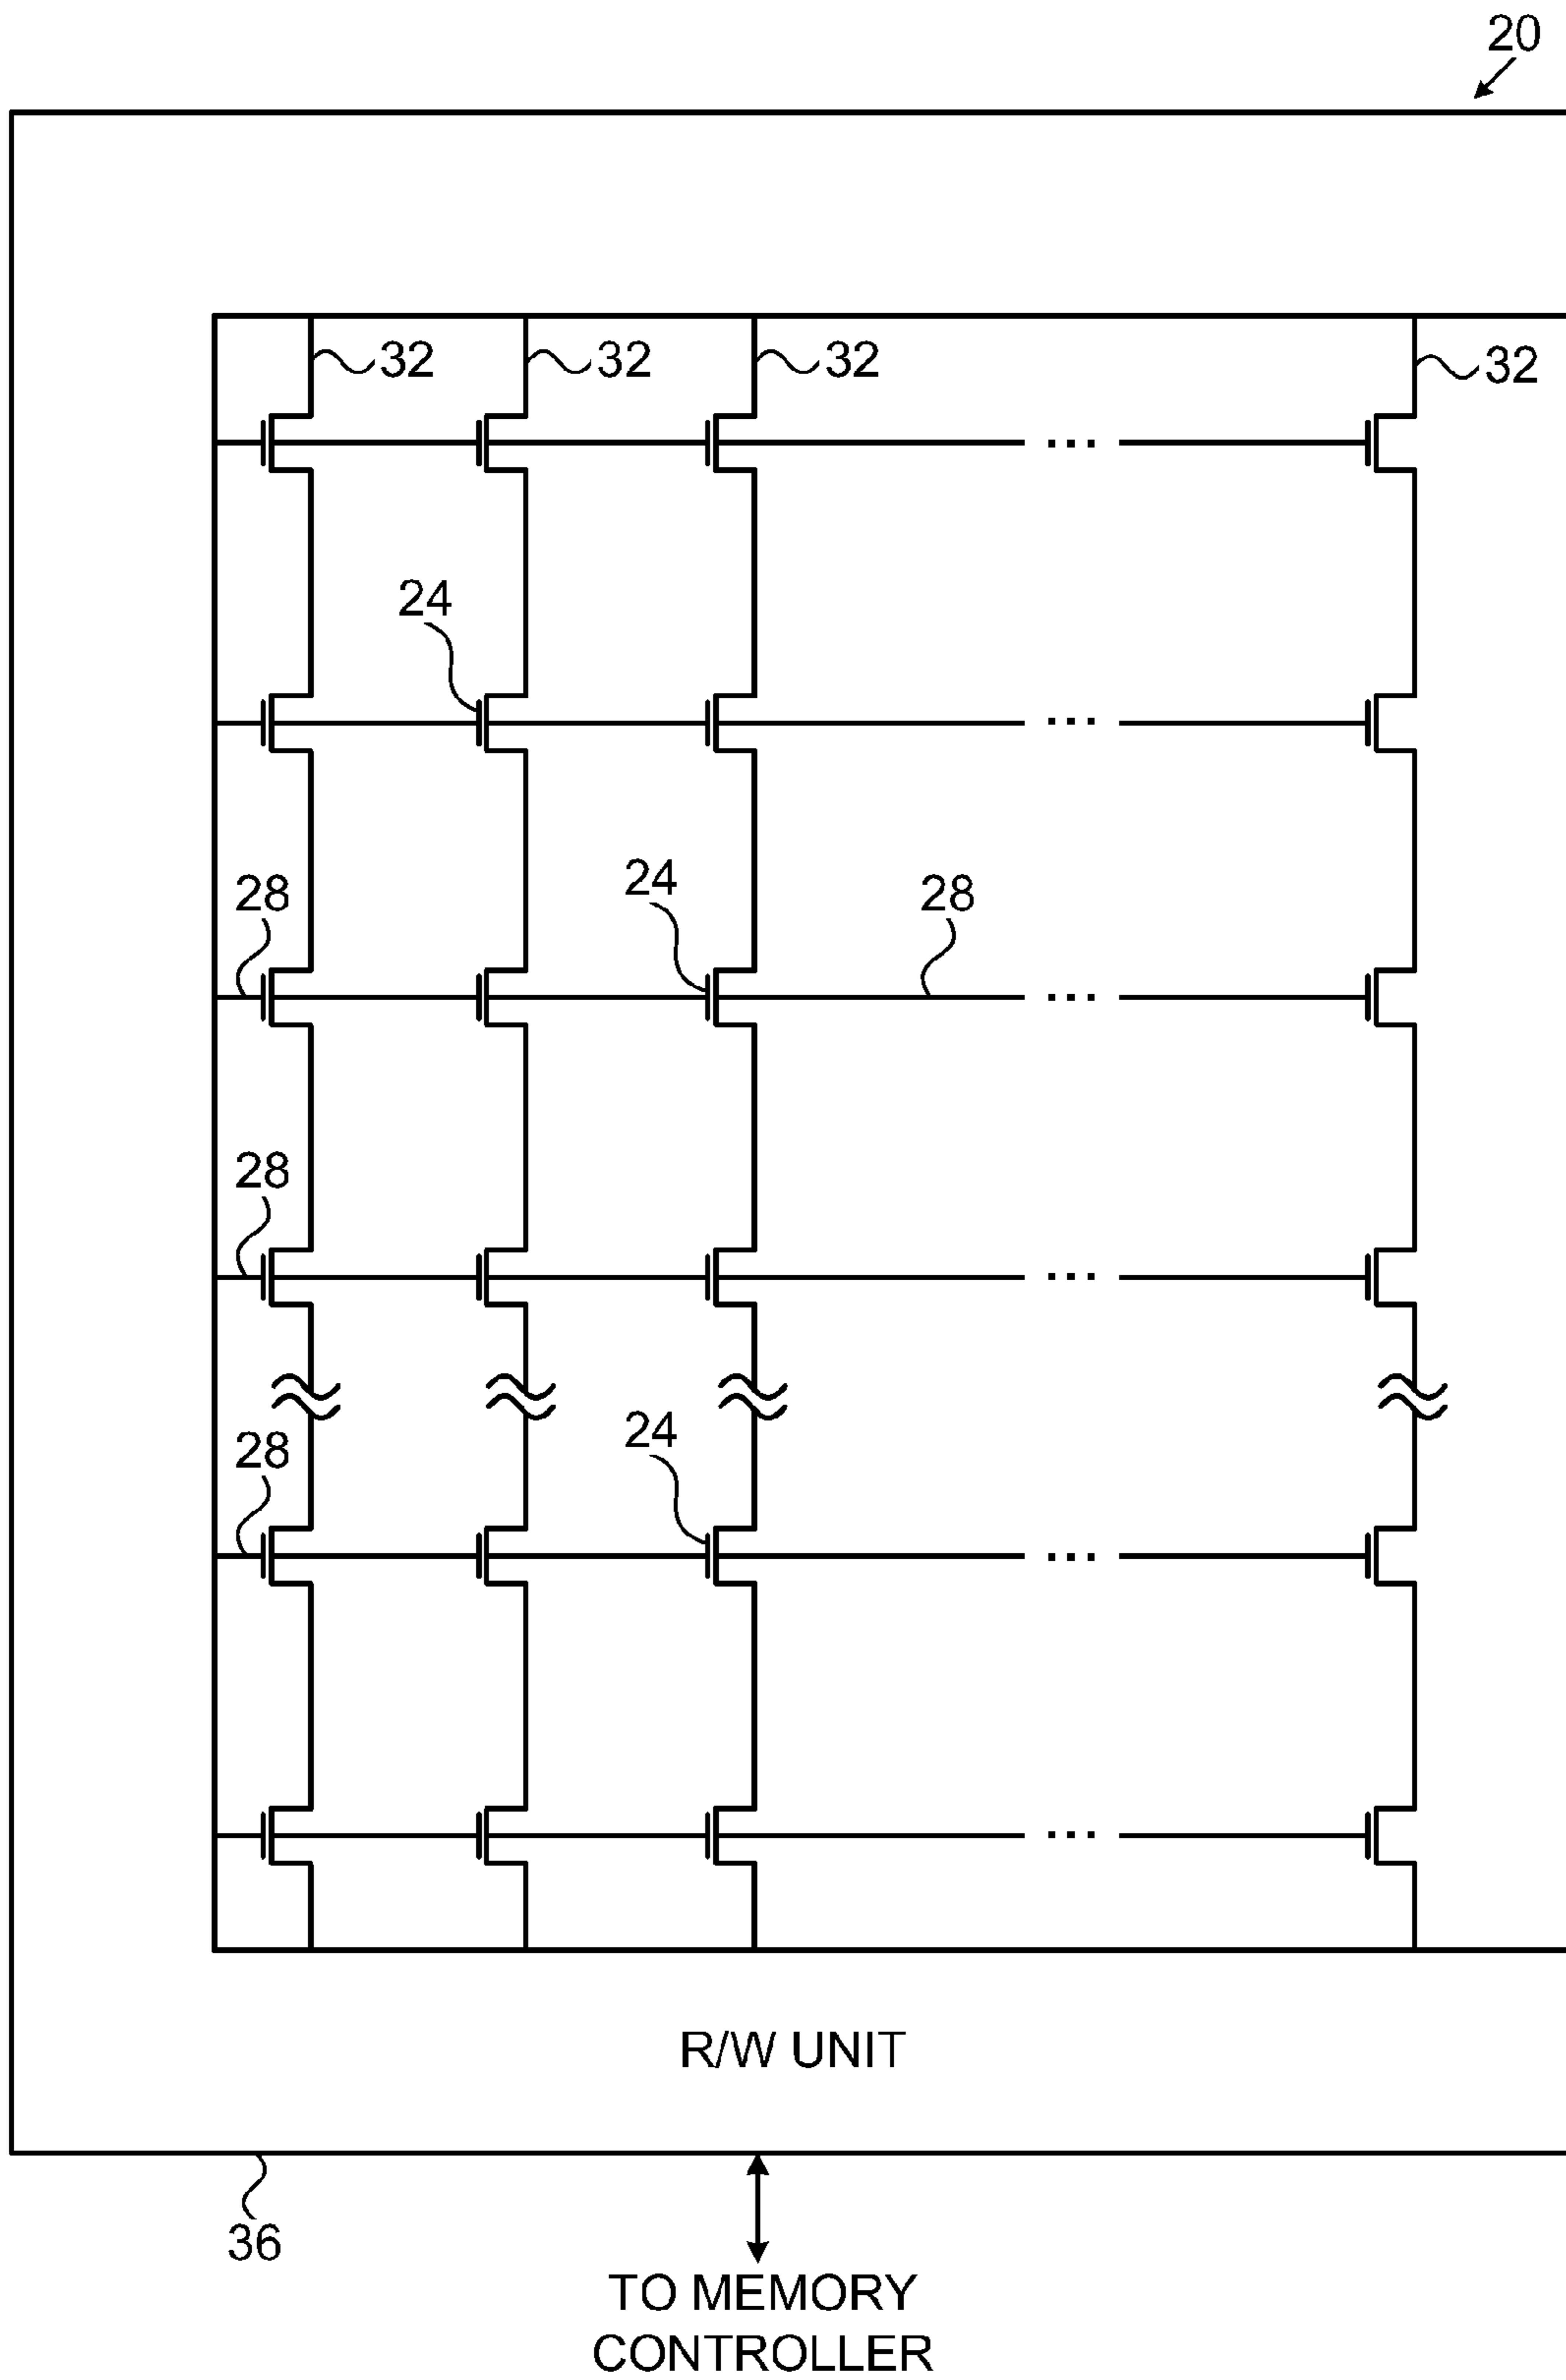 20
32 32 32 32
24
28 24 28
28
28 24
R/W UNIT
36
TO MEMORY
CONTROLLER